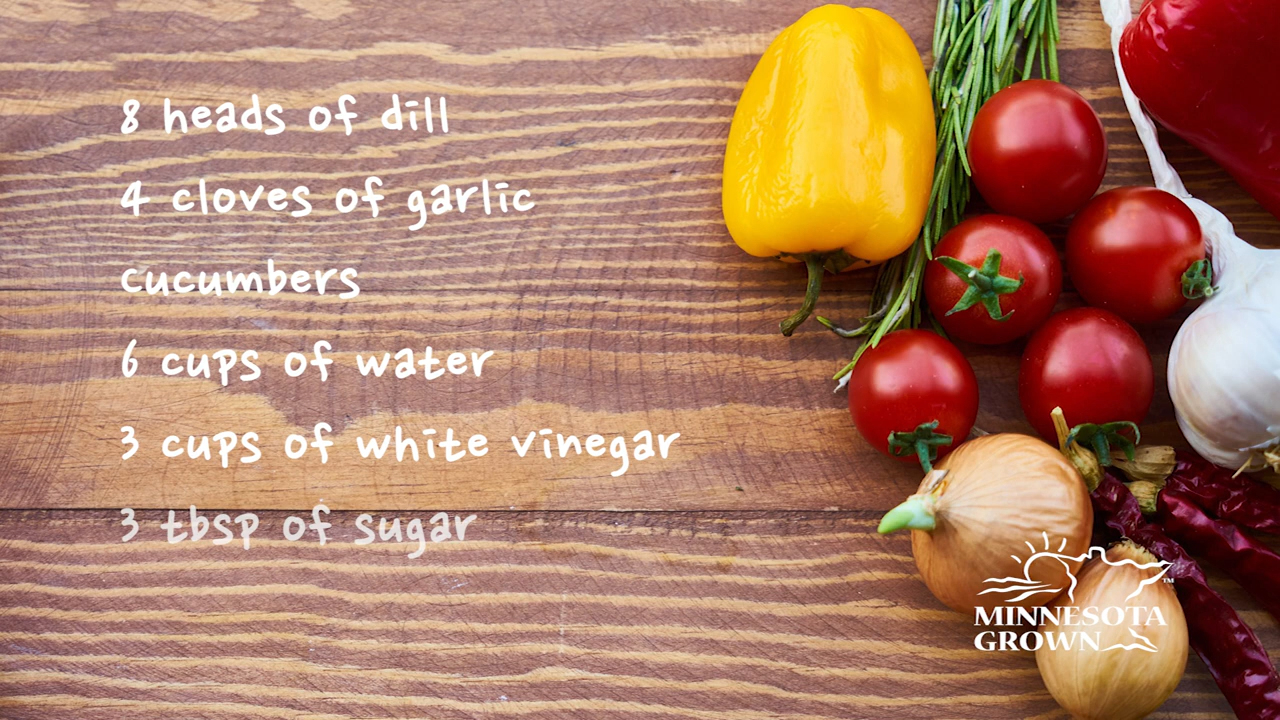 8 heads of dill
4 cloves of garlic
cucumbers
6 cups of water
3 cups of white vinegar
3 tbsp of sugar
MINNESOTA
GROWN™